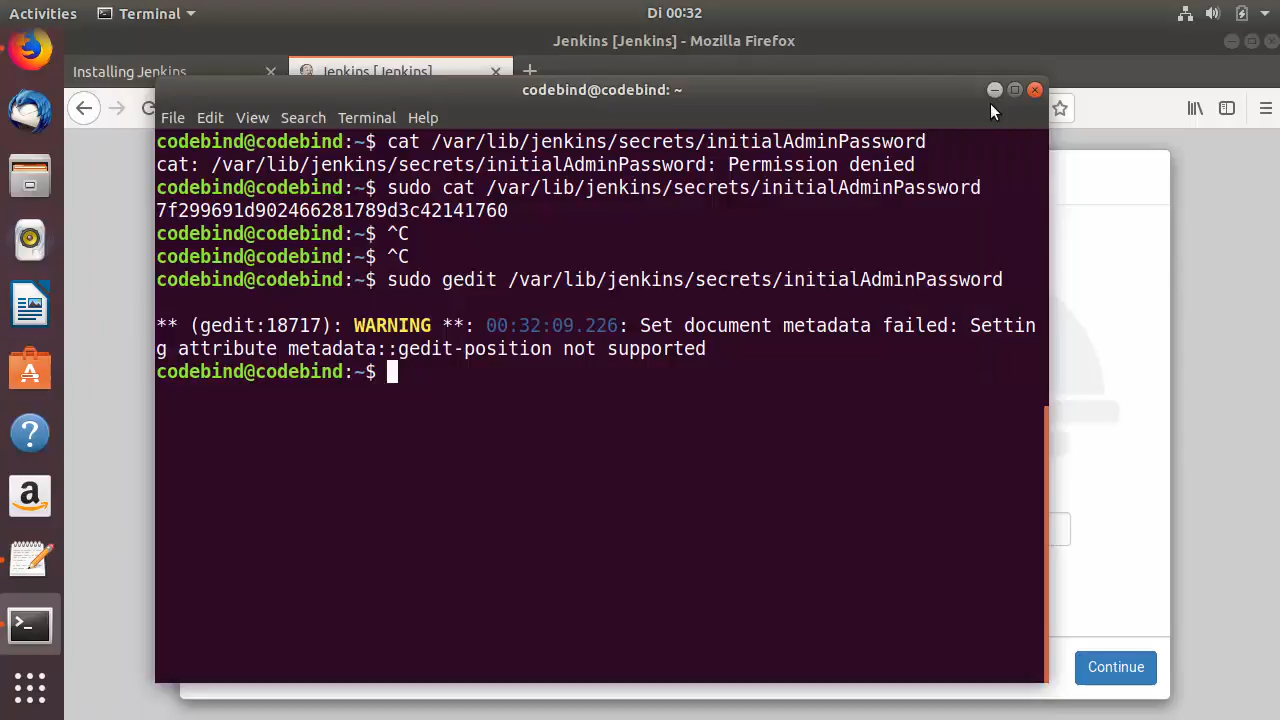 Activities Terminal Di 00:32
Jenkins [Jenkins] - Mozilla Firefox
Installing Jenkins Jenkins [Jenkins]
codebind@codebind: ~
File Edit View Search Terminal Help
codebind@codebind:~$ cat /var/lib/jenkins/secrets/initialAdminPassword
cat: /var/lib/jenkins/secrets/initialAdminPassword: Permission denied
codebind@codebind:~$ sudo cat /var/lib/jenkins/secrets/initialAdminPassword
7f299691d902466281789d3c42141760
codebind@codebind:~$ ^C
codebind@codebind:~$ ^C
codebind@codebind:~$ sudo gedit /var/lib/jenkins/secrets/initialAdminPassword
** (gedit:18717): WARNING **: 00:32:09.226: Set document metadata failed: Settin
g attribute metadata::gedit-position not supported
codebind@codebind:~$
Continue